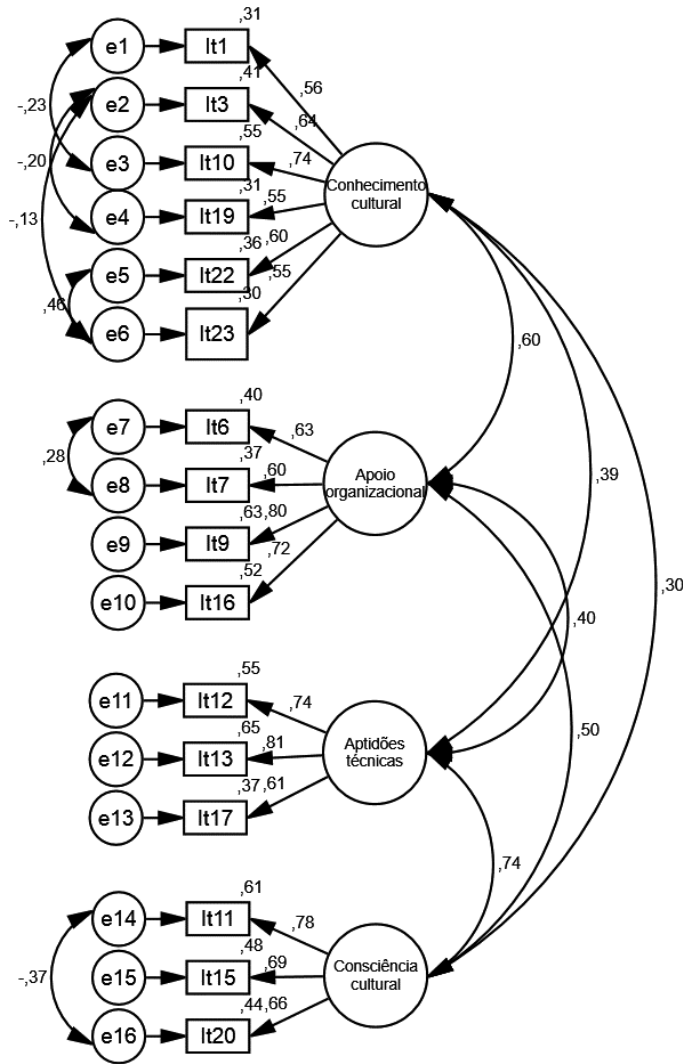 ,31
e1 It1
,56
,41
e2 It3
,64
-,23
,55
e3 It10
,74
-,20
,31
e4 It19
,55
Conhecimento
cultural
-,13
,36 ,60
e5 It22
,55
,30
,46
e6 It23
,60
,40
e7 It6
,63
,37
,28
e8 It7
,60
Apoio
organizacional
,39
,63 ,80
e9 It9
,72
,52
e10 It16
,30
,40
,55
e11 It12
,74
,65
e12 It13
,81
Aptidões
técnicas
,50
,37 ,61
e13 It17
,74
,61
e14 It11
,78
,48
-,37
e15 It15
,69
Consciência
cultural
,44 ,66
e16 It20